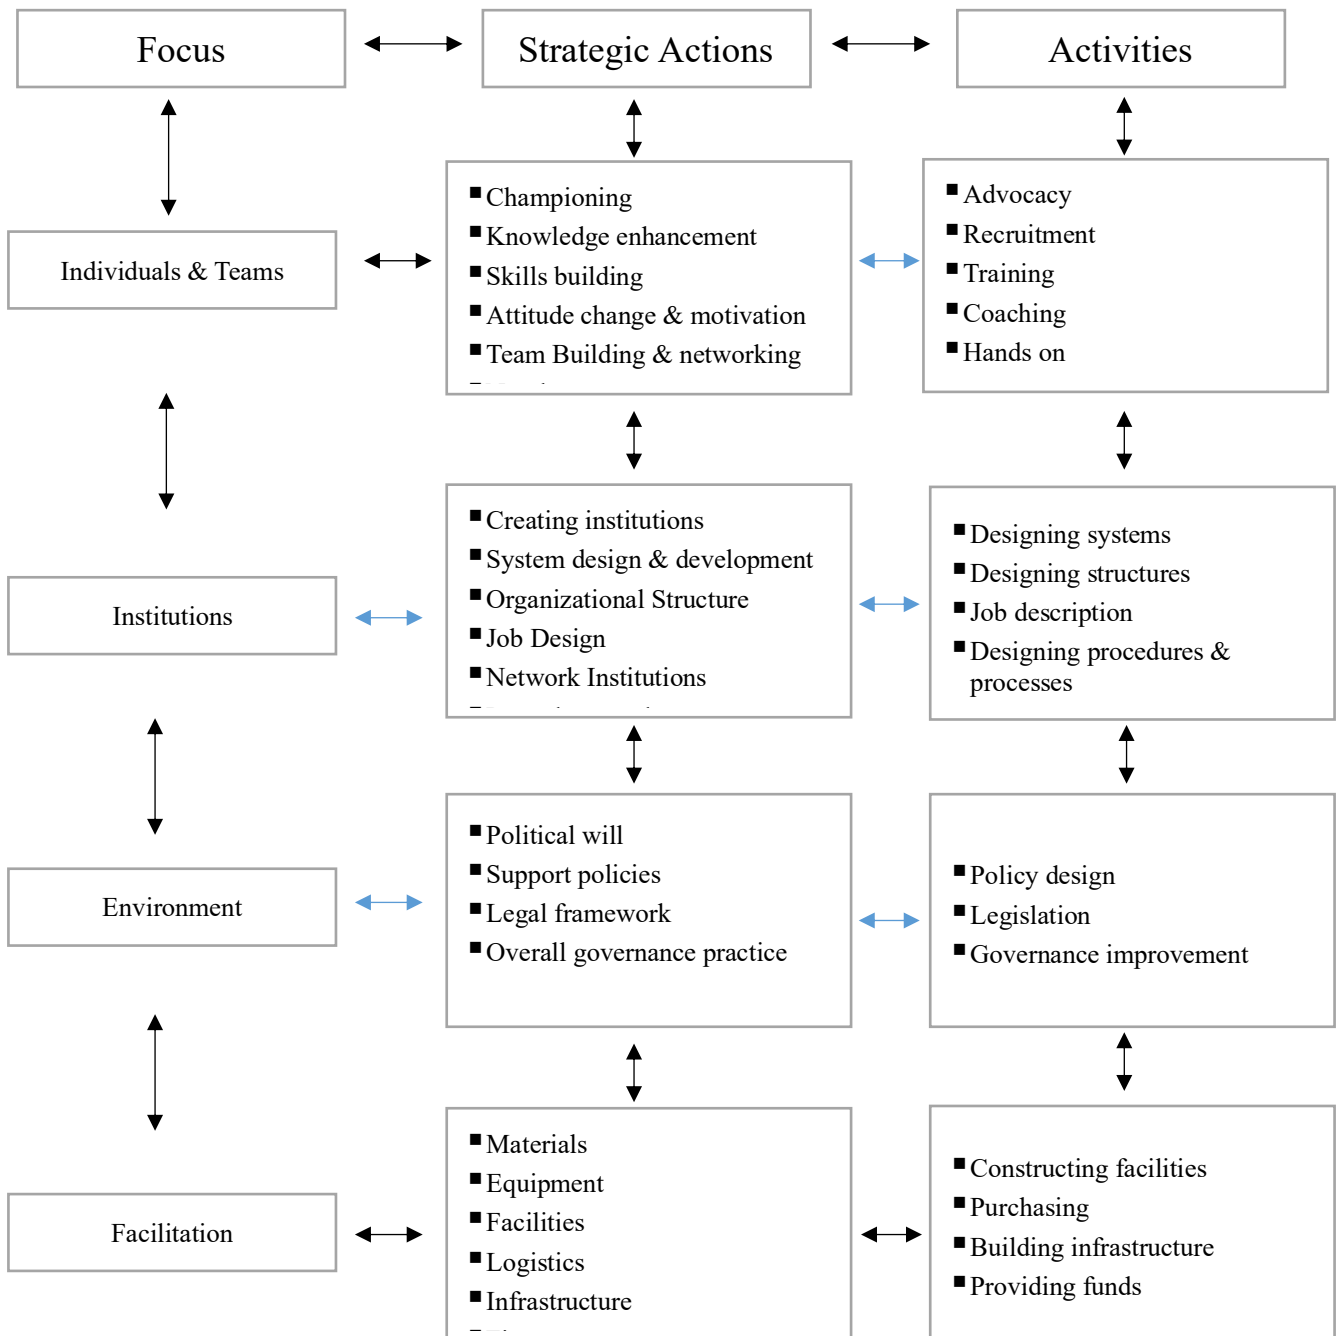 Focus
Strategic Actions
Activities
Individuals & Teams
■ Championing
■ Knowledge enhancement
■ Skills building
■ Attitude change & motivation
■ Team Building & networking
■ Advocacy
■ Recruitment
■ Training
■ Coaching
■ Hands on
Institutions
■ Creating institutions
■ System design & development
■ Organizational Structure
■ Job Design
■ Network Institutions
■ Designing systems
■ Designing structures
■ Job description
■ Designing procedures &
processes
Environment
■ Political will
■ Support policies
■ Legal framework
■ Overall governance practice
■ Policy design
■ Legislation
■ Governance improvement
Facilitation
■ Materials
■ Equipment
■ Facilities
■ Logistics
■ Infrastructure
■ Constructing facilities
■ Purchasing
■ Building infrastructure
■ Providing funds